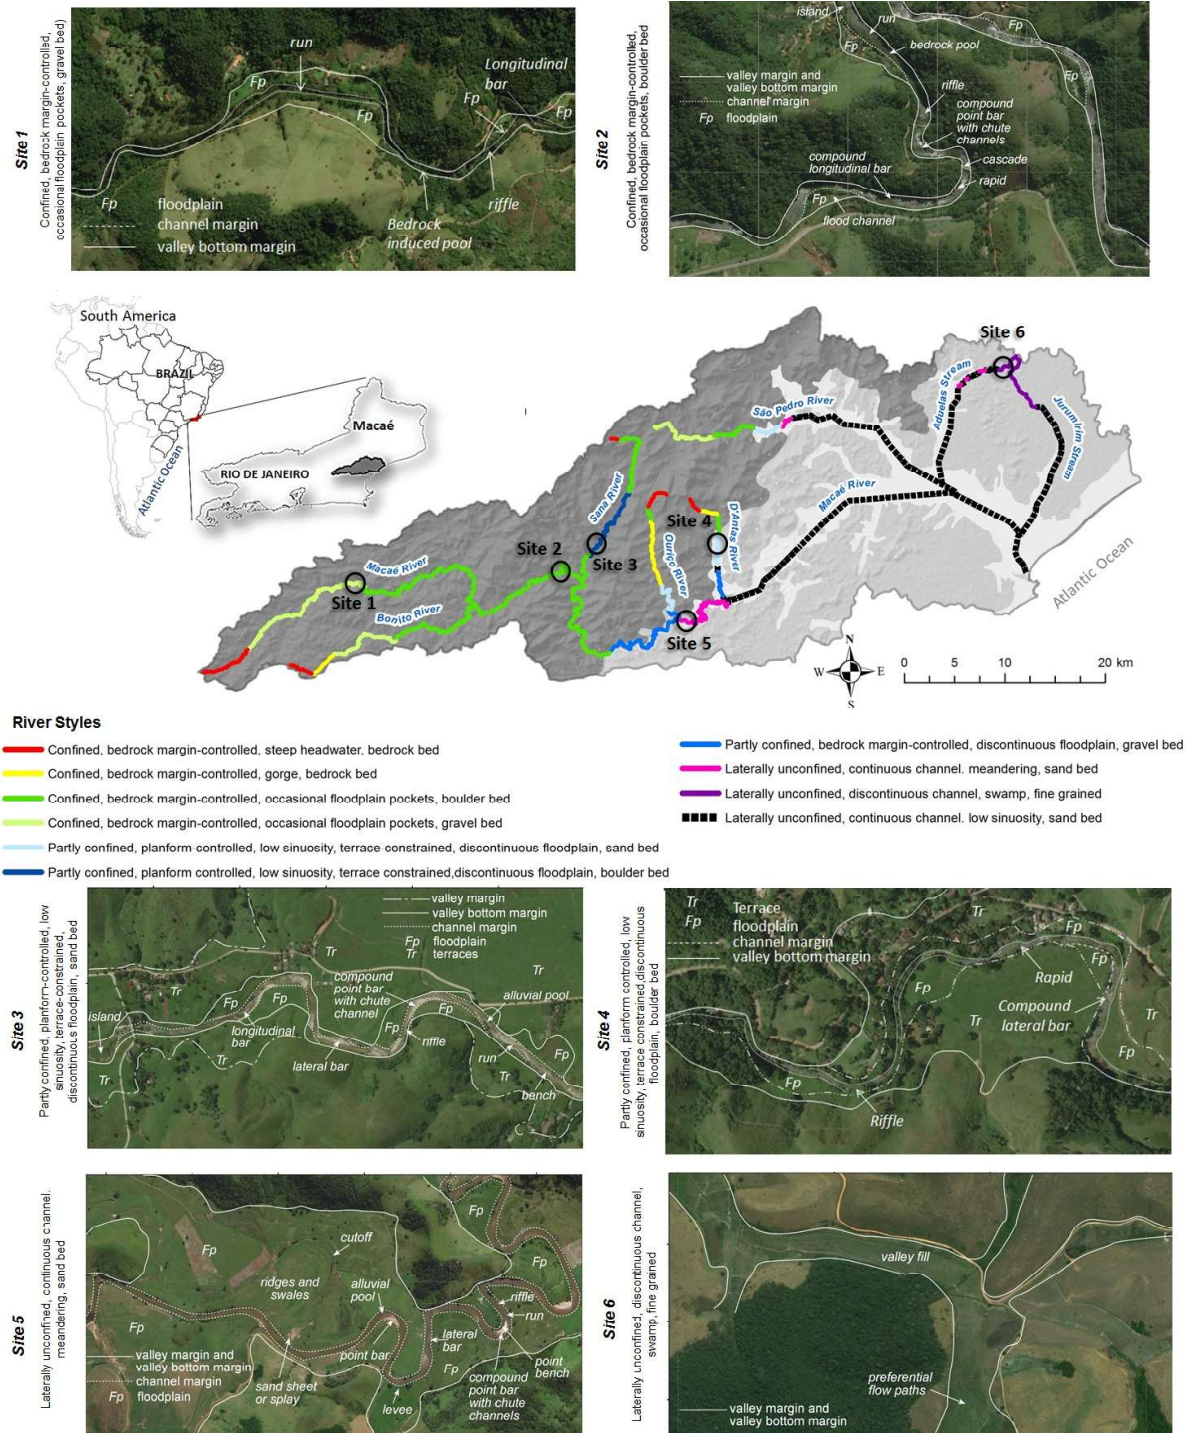 Site 1
Confined, bedrock margin-controlled,
occasional floodplain pockets, gravel bed)
run
Fp
Fp
Fp
Longitudinal
bar
Fp
Fp
riffle
Bedrock
induced pool
Fp floodplain
channel margin
valley bottom margin
Site 2
Confined, bedrock margin-controlled,
occasional floodplain pockets, boulder bed
island
run
Fp
Fp
Fp
bedrock pool
valley margin and
valley bottom margin
channel margin
Fp floodplain
riffle
compound
point bar
with chute
channels
compound
longitudinal bar
cascade
rapid
Fp
flood channel
South America
BRAZIL
Atlantic Ocean
Macaé
RIO DE JANEIRO
Site 6
Aduelas Stream
Jurumirim Stream
São Pedro River
Macaé River
Sana River
Site 4
D'Antas River
Ouriço River
Site 2
Site 3
Macaé River
Site 1
Bonito River
Site 5
Atlantic Ocean
N
W E
S
0 5 10 20 km
River Styles
Confined, bedrock margin-controlled, steep headwater, bedrock bed
Confined, bedrock margin-controlled, gorge, bedrock bed
Confined, bedrock margin-controlled, occasional floodplain pockets, boulder bed
Confined, bedrock margin-controlled, occasional floodplain pockets, gravel bed
Partly confined, planform-controlled, low sinuosity, terrace-constrained, discontinuous floodplain, sand bed
Partly confined, planform controlled, low sinuosity, terrace constrained,discontinuous floodplain, boulder bed
Partly confined, bedrock margin-controlled, discontinuous floodplain, gravel bed
Laterally unconfined, continuous channel. meandering, sand bed
Laterally unconfined, discontinuous channel, swamp, fine grained
Laterally unconfined, continuous channel. low sinuosity, sand bed
Site 3
Partly confined, planform-controlled, low
sinuosity, terrace-constrained,
discontinuous floodplain, sand bed
valley margin
valley bottom margin
channel margin
Fp floodplain
Tr terraces
Tr
Tr
Tr
compound
point bar
with chute
channel
alluvial pool
Fp
Fp
Fp
Fp
island
longitudinal
bar
riffle
run
Tr
lateral bar
Fp
Tr
Tr
bench
Site 4
Partly confined, planform controlled, low
sinuosity, terrace constrained,discontinuous
floodplain, boulder bed
Tr Terrace
Fp floodplain
channel margin
valley bottom margin
Tr
Fp
Tr
Fp
Rapid
Fp
Compound
lateral bar
Tr
Tr
Fp
Fp
Riffle
Site 5
Laterally unconfined, continuous channel.
meandering, sand bed
Fp
cutoff
Fp
Fp
ridges and
swales
alluvial
pool
riffle
run
Fp
lateral
bar
point bar
Fp
point
bench
valley margin and
valley bottom margin
channel margin
Fp floodplain
sand sheet
or splay
levee
compound
point bar
with chute
channels
Site 6
Laterally unconfined, discontinuous channel,
swamp, fine grained
valley fill
preferential
flow paths
valley margin and
valley bottom margin